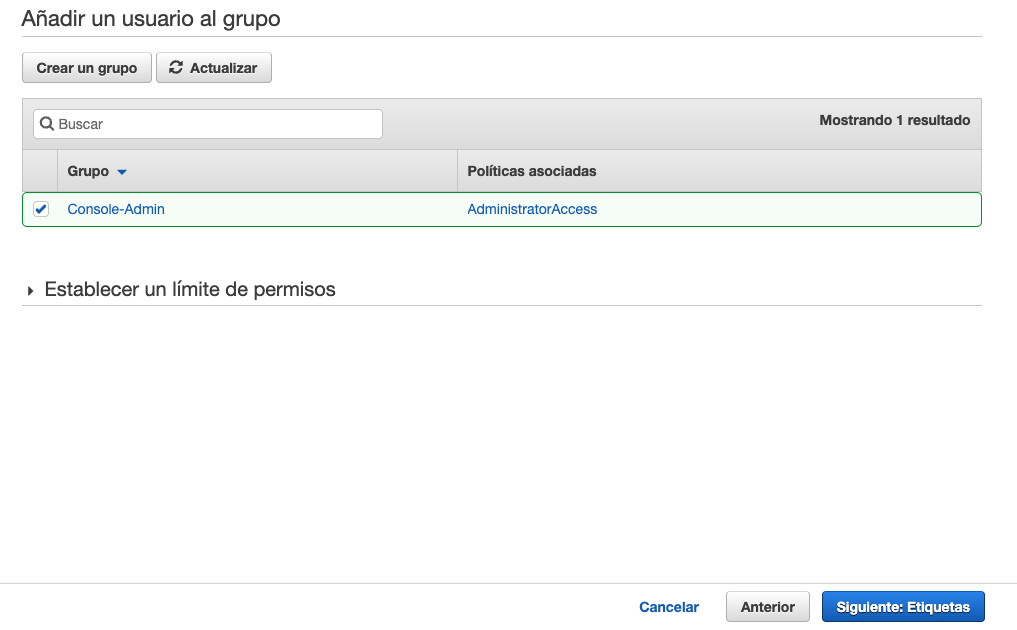 Añadir un usuario al grupo
Crear un grupo
Actualizar
Buscar
Mostrando 1 resultado
Grupo
Políticas asociadas
Console-Admin
AdministratorAccess
Establecer un límite de permisos
Cancelar
Anterior
Siguiente: Etiquetas